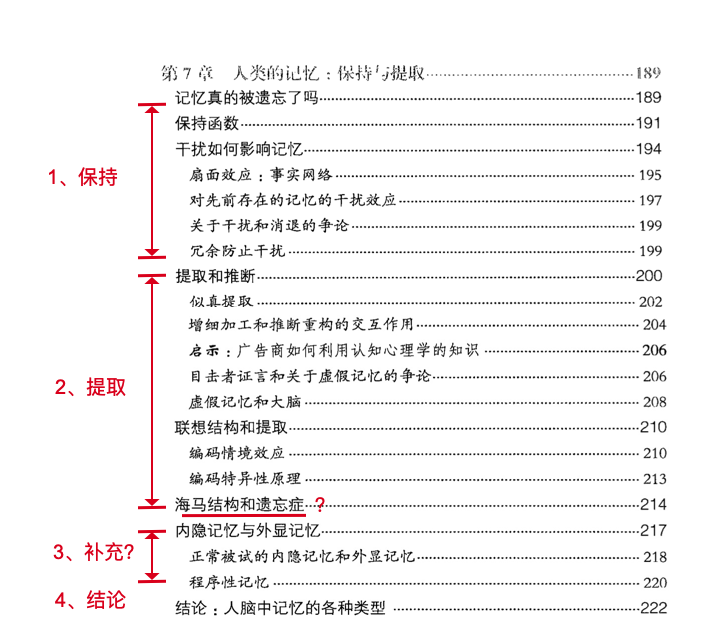 第7章 人类的记忆：保持与提取……189
记忆真的被遗忘了吗……189
保持函数……191
干扰如何影响记忆……194
1、保持
扇面效应：事实网络……195
对先前存在的记忆的干扰效应……197
关于干扰和消退的争论……199
冗余防止干扰……199
提取和推断……200
似真提取……202
增细加工和推断重构的交互作用……204
启示：广告商如何利用认知心理学的知识……206
目击者证言和关于虚假记忆的争论……206
2、提取
虚假记忆和大脑……208
联想结构和提取……210
编码情境效应……210
编码特异性原理……213
海马结构和遗忘症……？……214
内隐记忆与外显记忆……217
3、补充?
正常被试的内隐记忆和外显记忆……218
程序性记忆……220
4、结论
结论：人脑中记忆的各种类型……222